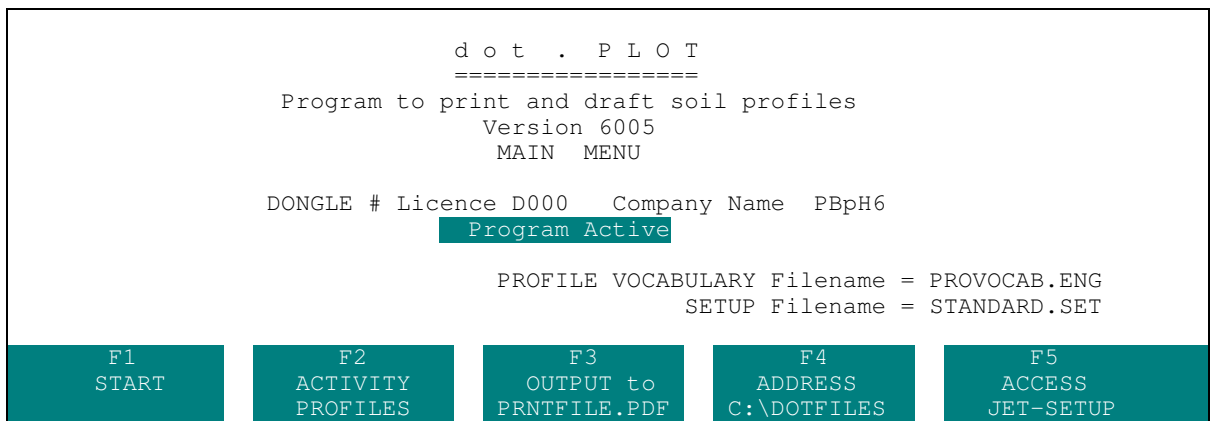 d o t . P L O T
=================
Program to print and draft soil profiles
Version 6005
MAIN MENU
DONGLE # Licence D000 Company Name PBpH6
Program Active
PROFILE VOCABULARY Filename = PROVOCAB.ENG
SETUP Filename = STANDARD.SET
F1 F2 F3 F4 F5
START ACTIVITY OUTPUT to ADDRESS ACCESS
PROFILES PRNTFILE.PDF C:\DOTFILES JET-SETUP